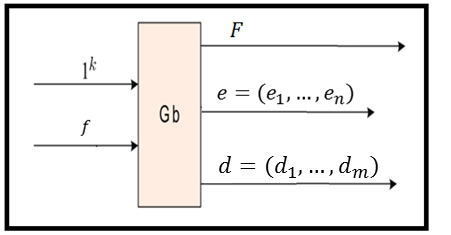 F
1^k
e = (e_1, ..., e_n)
Gb
f
d = (d_1, ..., d_m)